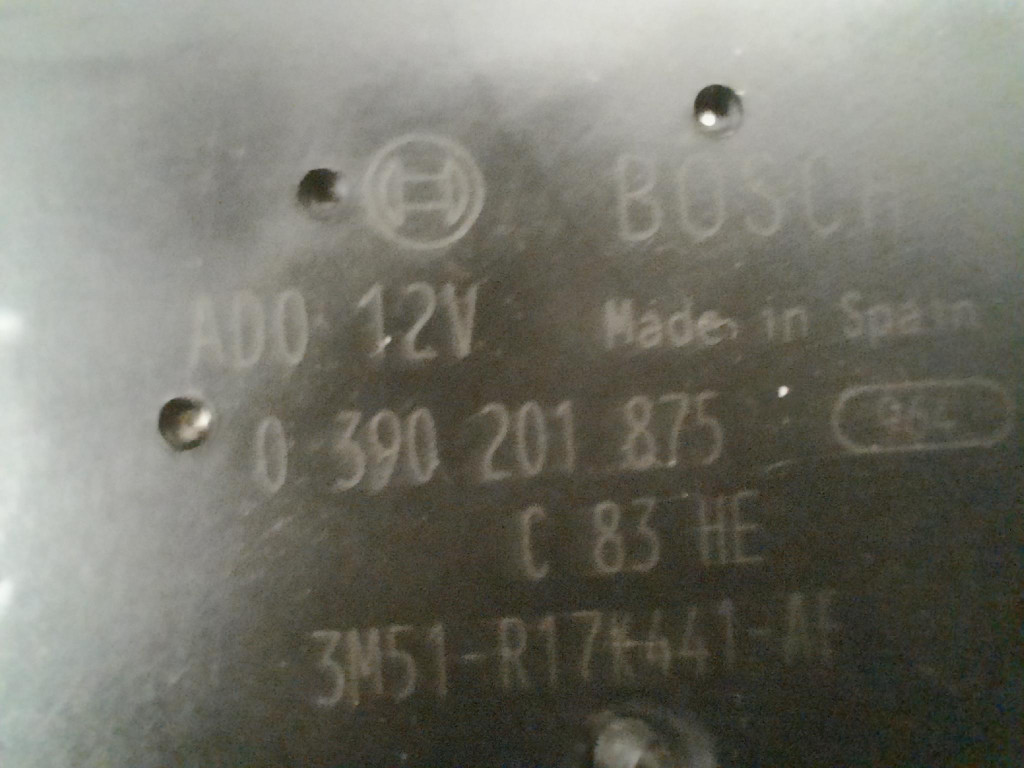 BOSCH
ADO 12V Made in Spain
0 390 201 875
C 83 HE
3M51-R17K441-AF